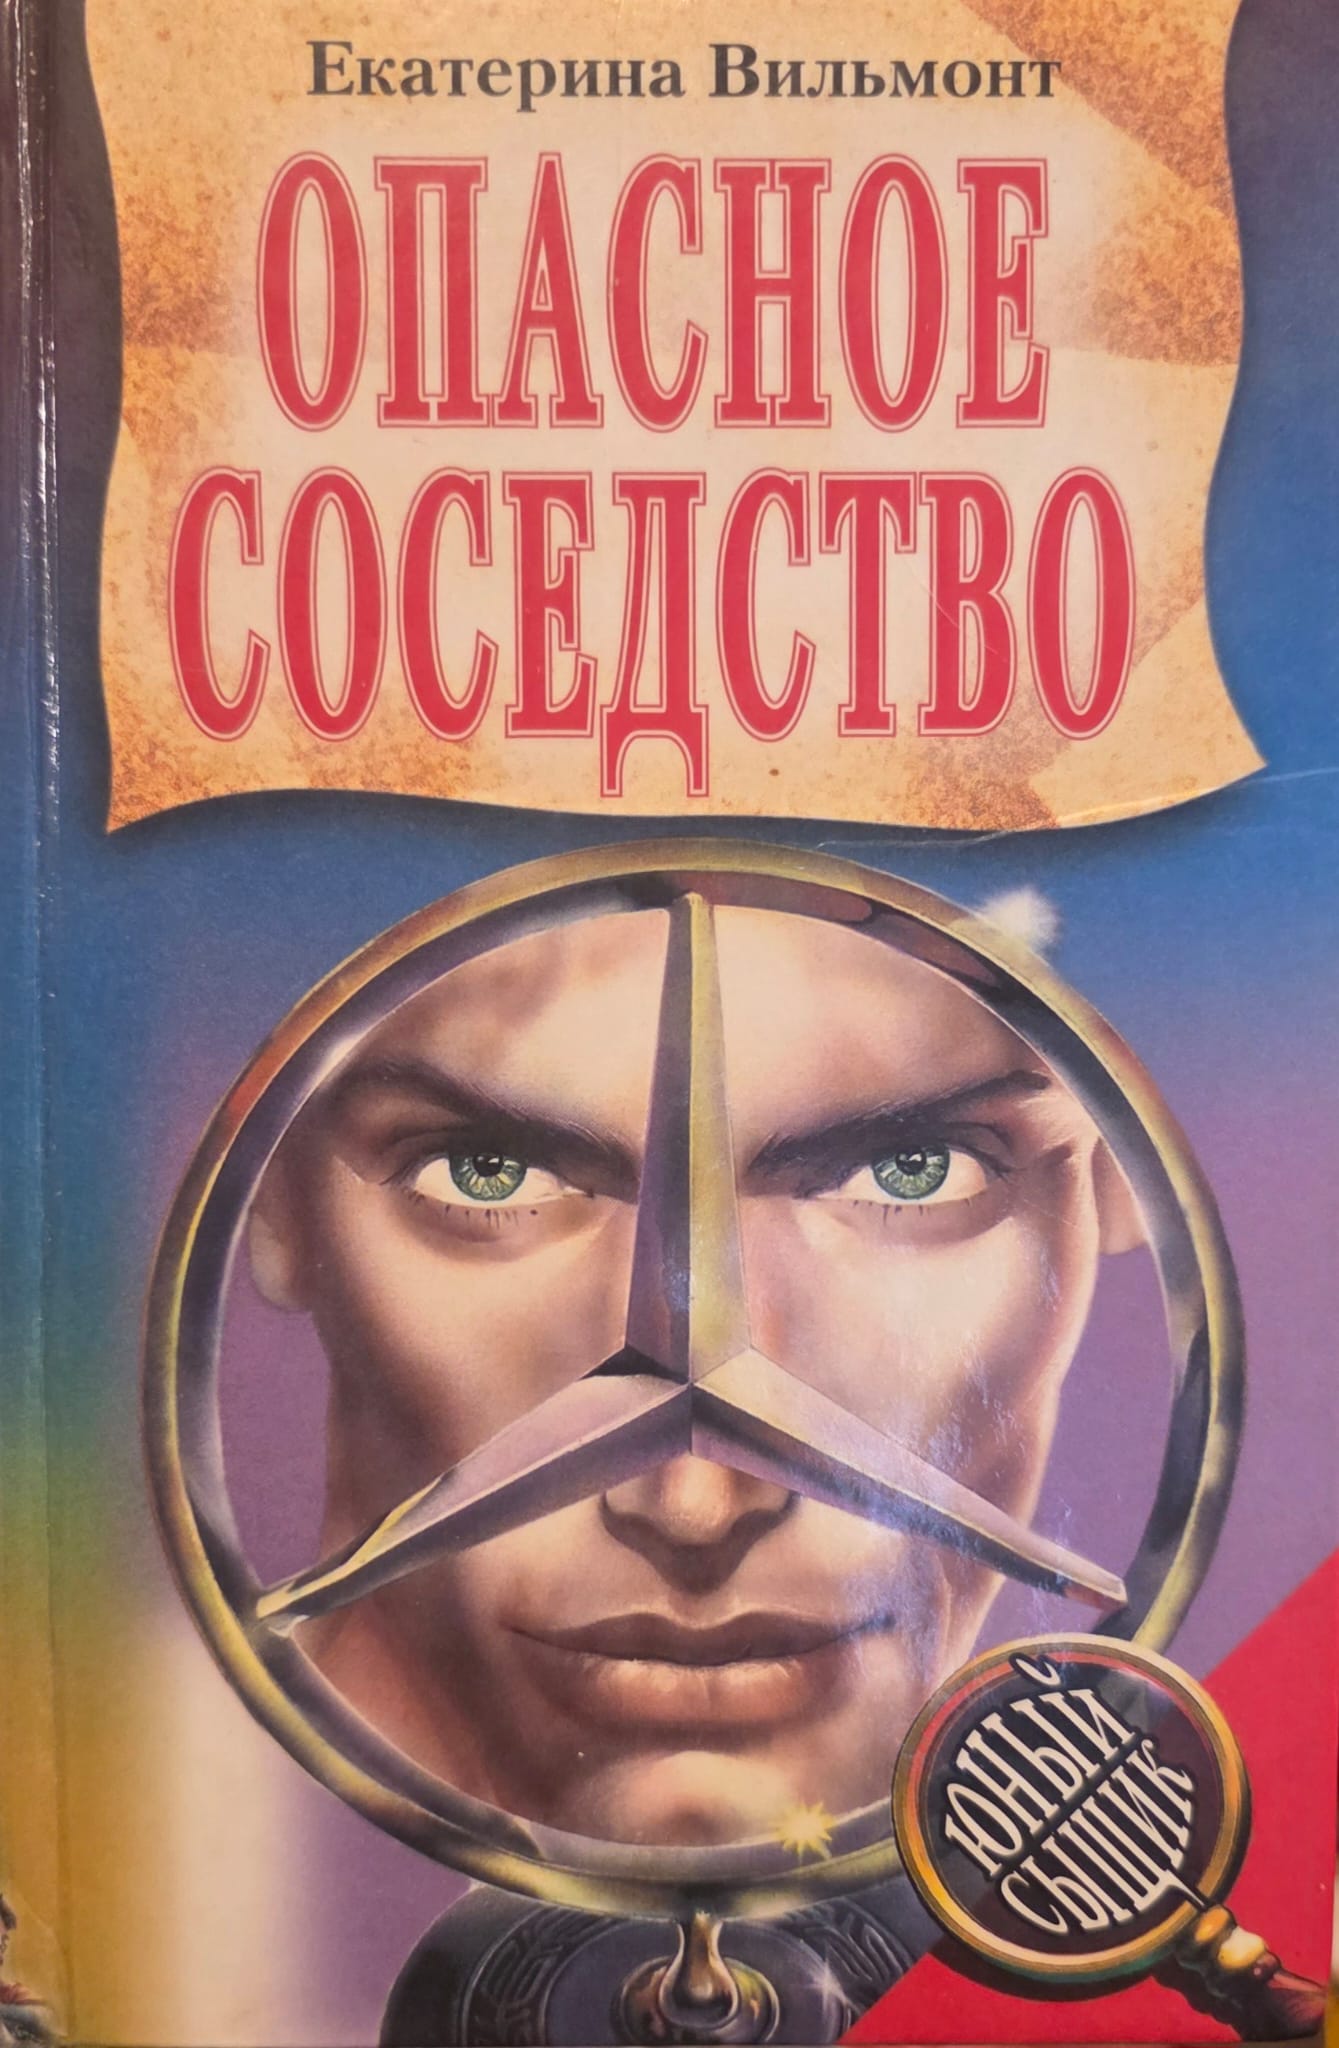 Екатерина Вильмонт
ОПАСНОЕ
СОСЕДСТВО
ЮНЫЙ
СЫЩИК